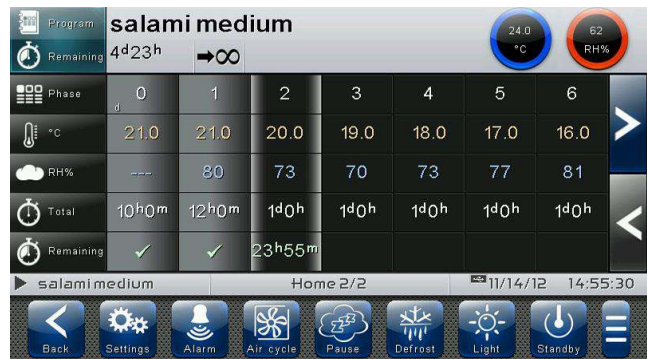 Program salami medium 24.0 °C 62 RH%
Remaining 4d23h ➡∞
Phase d 0 1 2 3 4 5 6
°C 21.0 21.0 20.0 19.0 18.0 17.0 16.0
RH% --- 80 73 70 73 77 81
Total 10h0m 12h0m 1d0h 1d0h 1d0h 1d0h 1d0h
Remaining ✓ ✓ 23h55m
salami medium Home 2/2 11/14/12 14:55:30
Back Settings Alarm Air cycle Pause Defrost Light Standby